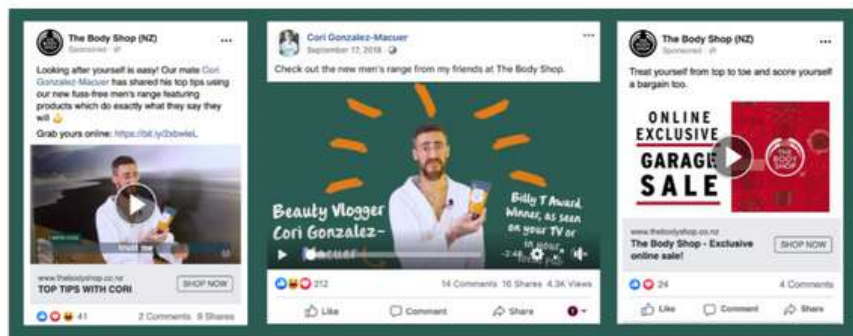 The Body Shop (NZ)
Sponsored
Looking after yourself is easy! Our mate Cori
Gonzalez-Macuer has shared his top tips using
our new fuss-free men's range featuring
products which do exactly what they say they
will
Grab yours online:
trust me
www.thebodyshop.co.nz
TOP TIPS WITH CORI
SHOP NOW
41
2 Comments 9 Shares
Cori Gonzalez-Macuer
September 17, 2018
Check out the new men's range from my friends at The Body Shop.
Beauty Vlogger
Cori Gonzalez-
Macuer
Billy T Award
Winner, as seen
on your TV or
in your
212
14 Comments 16 Shares 4.3K Views
Like
Comment
Share
The Body Shop (NZ)
Sponsored
Treat yourself from top to toe and score yourself
a bargain too.
ONLINE
EXCLUSIVE
GARAGE
SALE
THE
BODY
SHOP
www.thebodyshop.co.nz
The Body Shop - Exclusive
online sale!
SHOP NOW
24
4 Comments
Like
Comment
Share